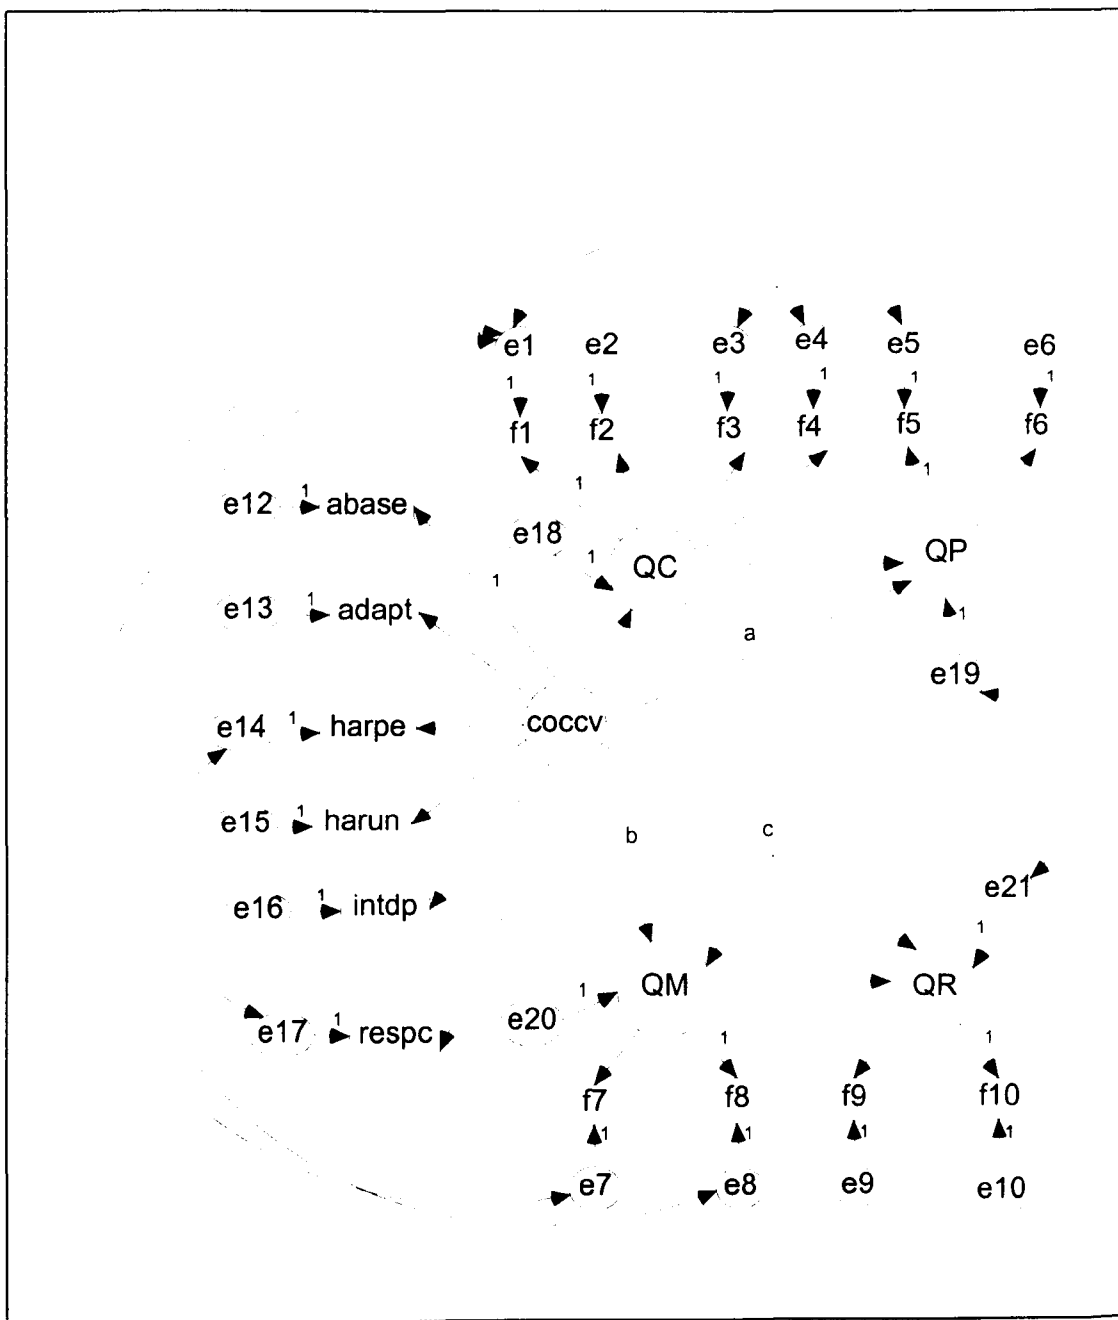 e1 e2 e3 e4 e5 e6
1 1 1 1 1 1
f1 f2 f3 f4 f5 f6
1 1
e12 1 abase
e18 1 QC QP
1
e13 1 adapt
1
a
e19
e14 1 harpe coccv
e15 1 harun
b c
e21
e16 1 intdp
1
QM QR
1
e20
e17 1 respc
1 1
f7 f8 f9 f10
1 1 1 1
e7 e8 e9 e10